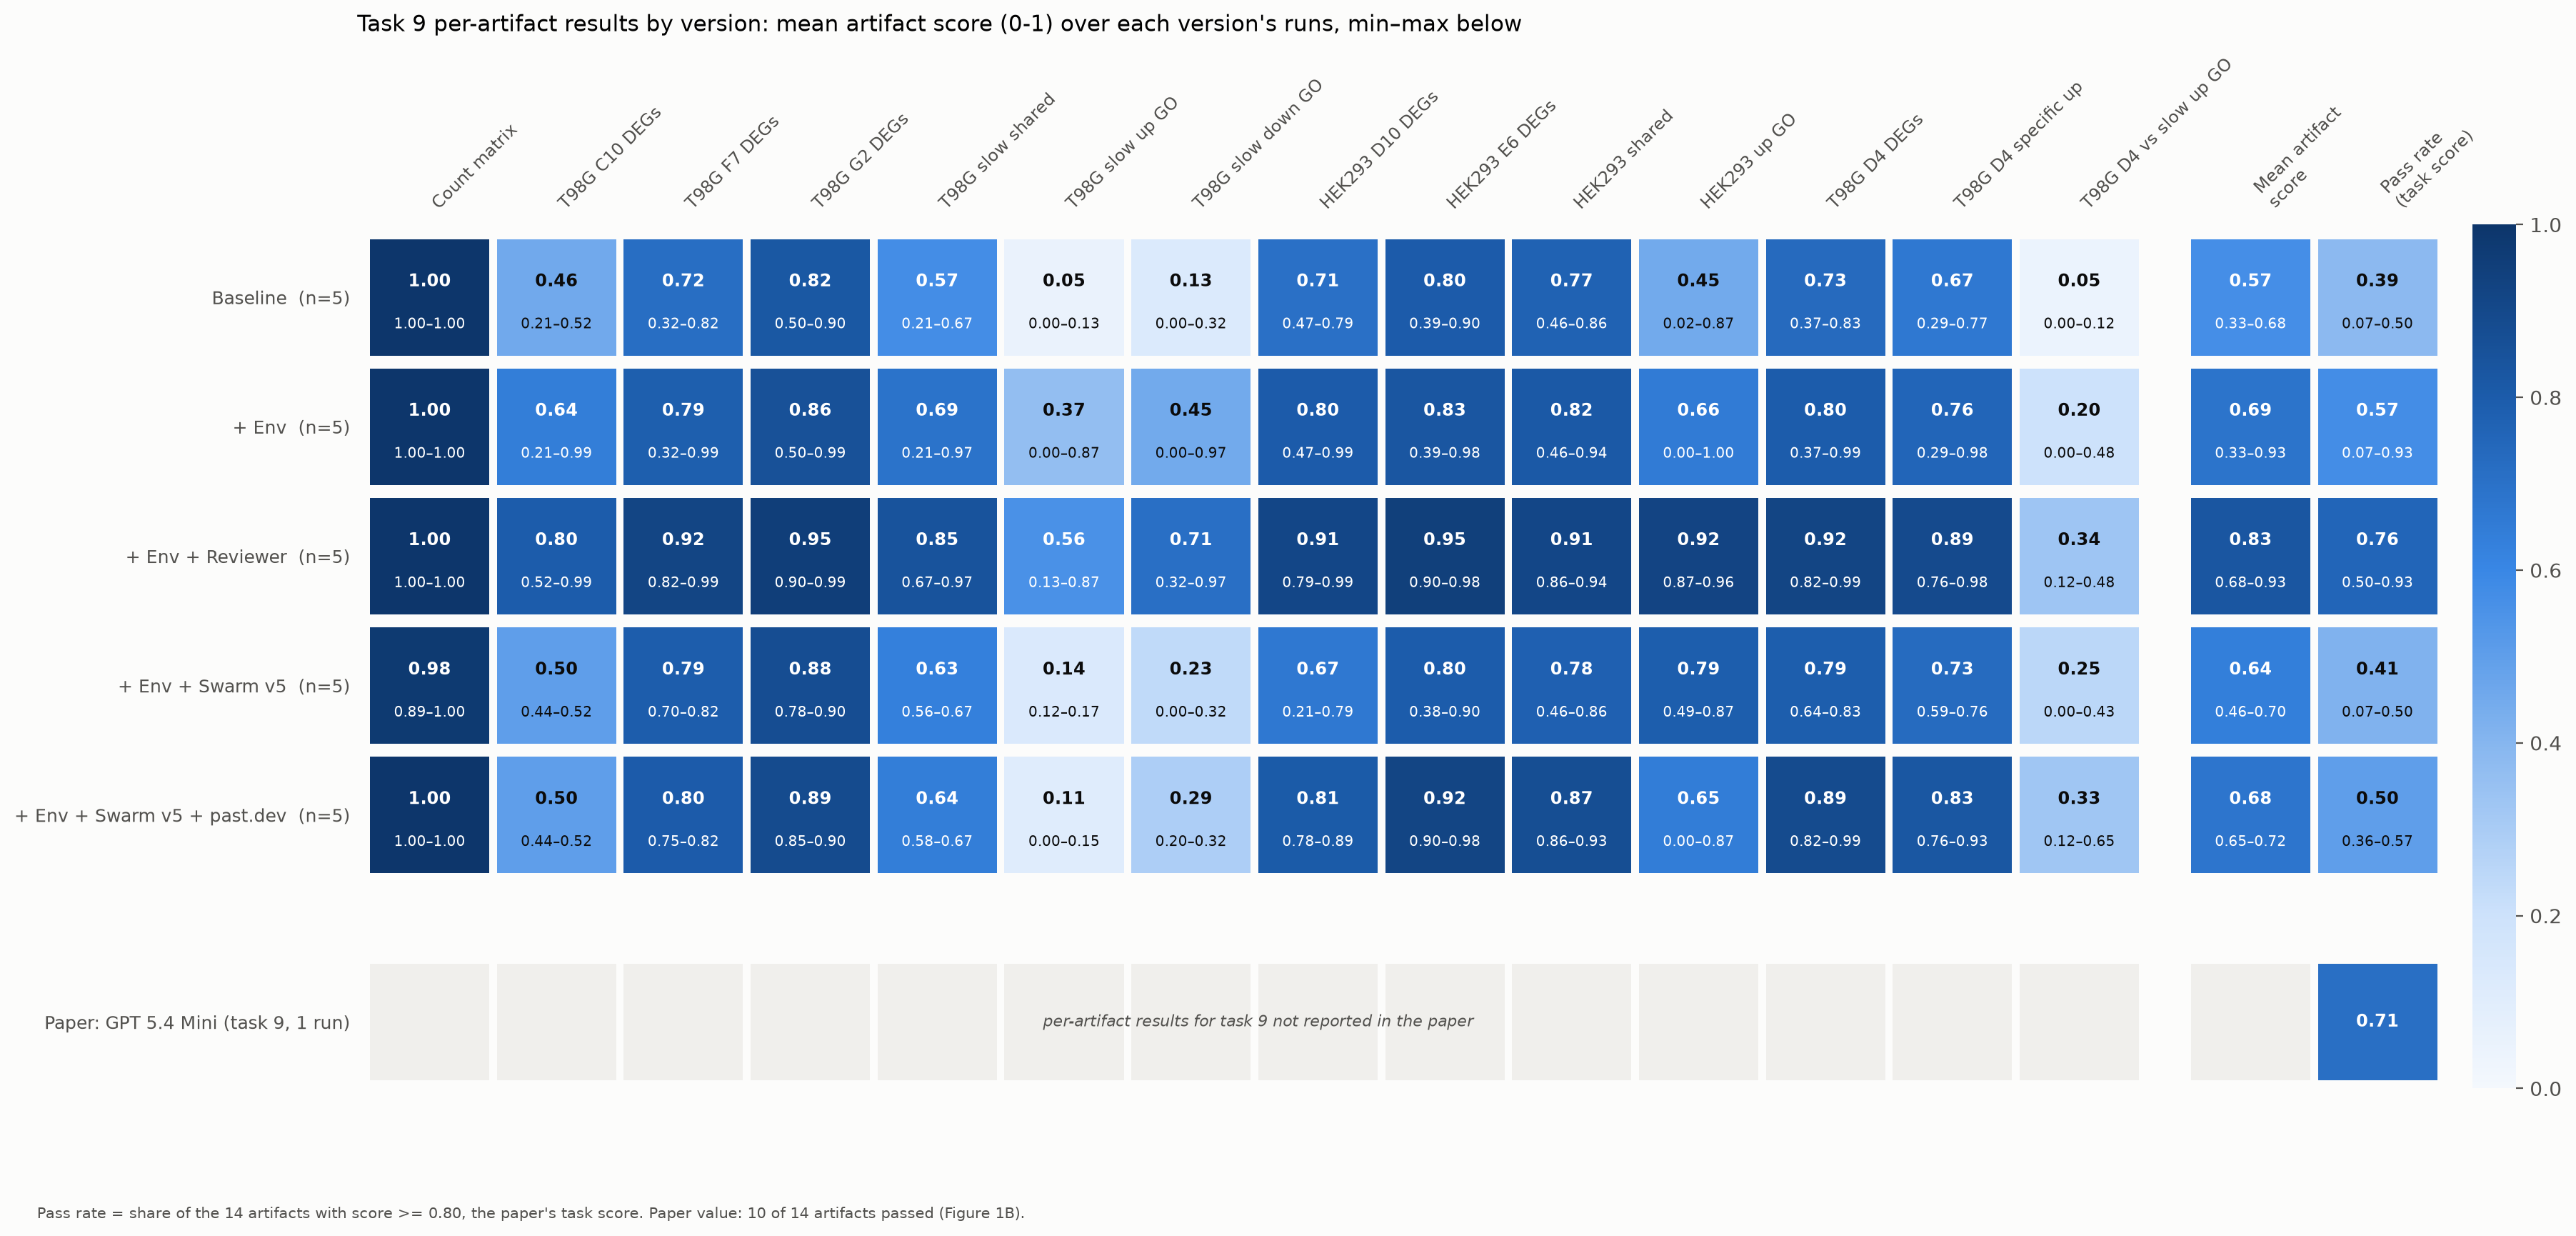 Task 9 per-artifact results by version: mean artifact score (0-1) over each version's runs, min–max below
Count matrix
T98G C10 DEGs
T98G F7 DEGs
T98G G2 DEGs
T98G slow shared
T98G slow up GO
T98G slow down GO
HEK293 D10 DEGs
HEK293 E6 DEGs
HEK293 shared
HEK293 up GO
T98G D4 DEGs
T98G D4 specific up
T98G D4 vs slow up GO
Mean artifact
score
Pass rate
(task score)
Baseline (n=5)
1.00 0.46 0.72 0.82 0.57 0.05 0.13 0.71 0.80 0.77 0.45 0.73 0.67 0.05 0.57 0.39
1.00–1.00 0.21–0.52 0.32–0.82 0.50–0.90 0.21–0.67 0.00–0.13 0.00–0.32 0.47–0.79 0.39–0.90 0.46–0.86 0.02–0.87 0.37–0.83 0.29–0.77 0.00–0.12 0.33–0.68 0.07–0.50
+ Env (n=5)
1.00 0.64 0.79 0.86 0.69 0.37 0.45 0.80 0.83 0.82 0.66 0.80 0.76 0.20 0.69 0.57
1.00–1.00 0.21–0.99 0.32–0.99 0.50–0.99 0.21–0.97 0.00–0.87 0.00–0.97 0.47–0.99 0.39–0.98 0.46–0.94 0.00–1.00 0.37–0.99 0.29–0.98 0.00–0.48 0.33–0.93 0.07–0.93
+ Env + Reviewer (n=5)
1.00 0.80 0.92 0.95 0.85 0.56 0.71 0.91 0.95 0.91 0.92 0.92 0.89 0.34 0.83 0.76
1.00–1.00 0.52–0.99 0.82–0.99 0.90–0.99 0.67–0.97 0.13–0.87 0.32–0.97 0.79–0.99 0.90–0.98 0.86–0.94 0.87–0.96 0.82–0.99 0.76–0.98 0.12–0.48 0.68–0.93 0.50–0.93
+ Env + Swarm v5 (n=5)
0.98 0.50 0.79 0.88 0.63 0.14 0.23 0.67 0.80 0.78 0.79 0.79 0.73 0.25 0.64 0.41
0.89–1.00 0.44–0.52 0.70–0.82 0.78–0.90 0.56–0.67 0.12–0.17 0.00–0.32 0.21–0.79 0.38–0.90 0.46–0.86 0.49–0.87 0.64–0.83 0.59–0.76 0.00–0.43 0.46–0.70 0.07–0.50
+ Env + Swarm v5 + past.dev (n=5)
1.00 0.50 0.80 0.89 0.64 0.11 0.29 0.81 0.92 0.87 0.65 0.89 0.83 0.33 0.68 0.50
1.00–1.00 0.44–0.52 0.75–0.82 0.85–0.90 0.58–0.67 0.00–0.15 0.20–0.32 0.78–0.89 0.90–0.98 0.86–0.93 0.00–0.87 0.82–0.99 0.76–0.93 0.12–0.65 0.65–0.72 0.36–0.57
Paper: GPT 5.4 Mini (task 9, 1 run)
per-artifact results for task 9 not reported in the paper
0.71
1.0
0.8
0.6
0.4
0.2
0.0
Pass rate = share of the 14 artifacts with score >= 0.80, the paper's task score. Paper value: 10 of 14 artifacts passed (Figure 1B).